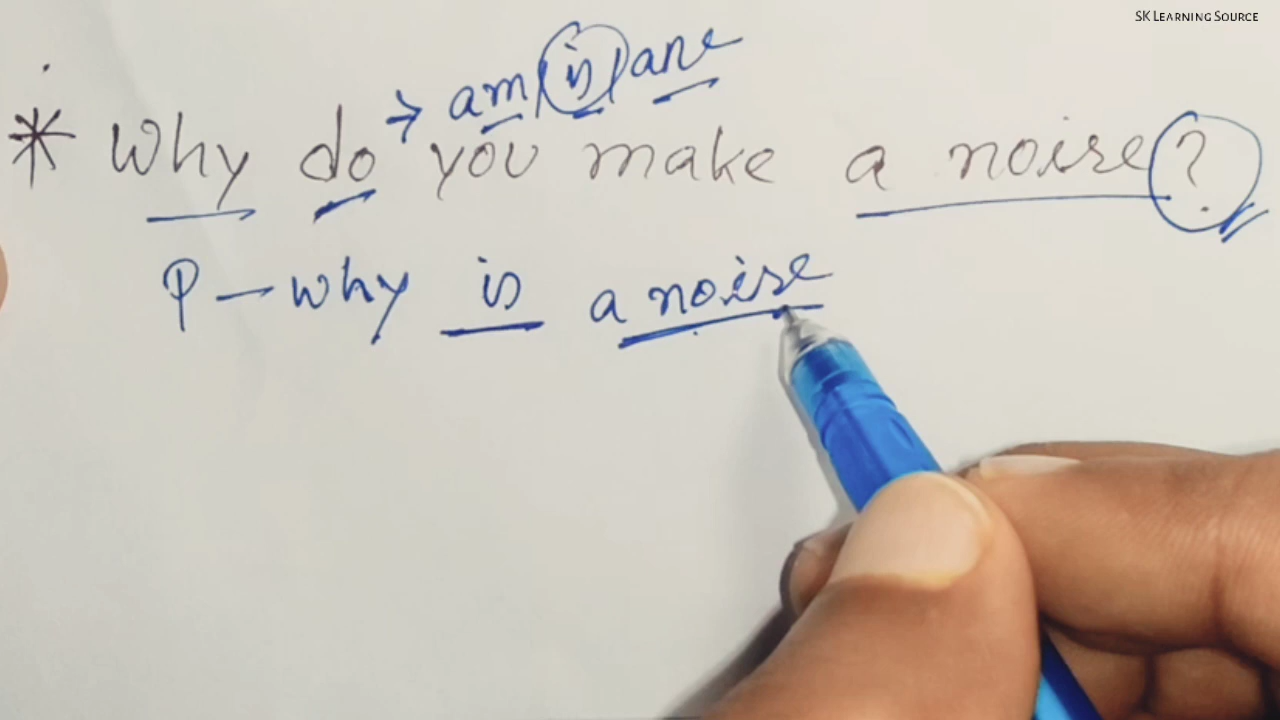 SK LEARNING SOURCE
→ am/is/are
* Why do you make a noise?
P - why is a noise